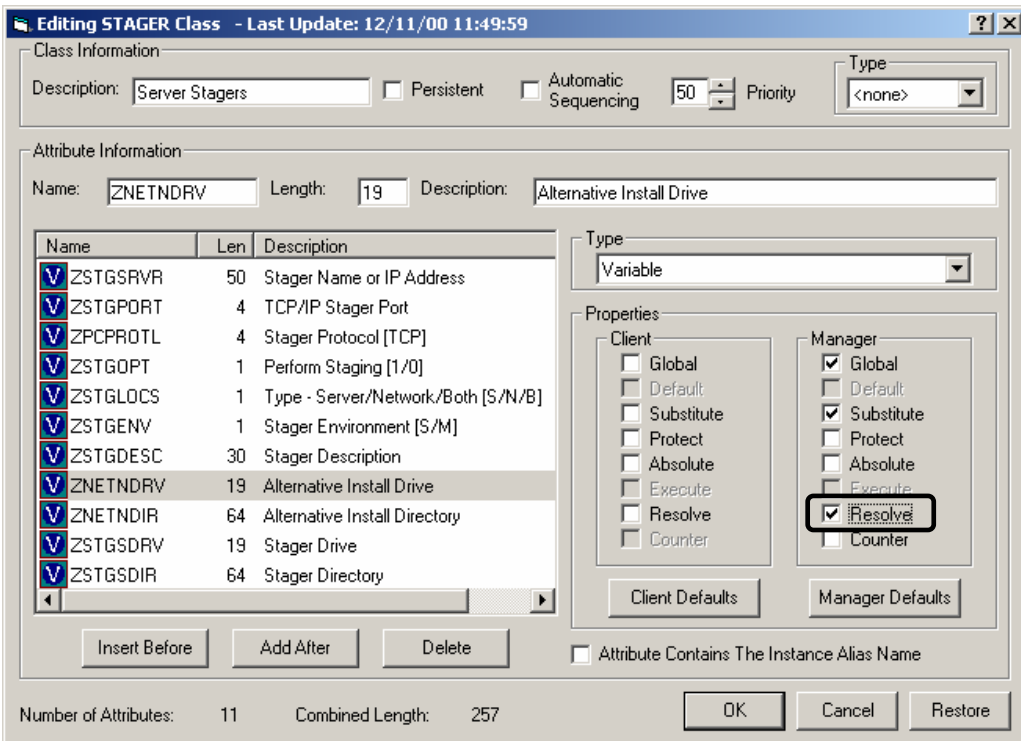 Editing STAGER Class - Last Update: 12/11/00 11:49:59
Class Information
Description: Server Stagers Persistent Automatic Sequencing 50 Priority Type <none>
Attribute Information
Name: ZNETNDRV Length: 19 Description: Alternative Install Drive
Name Len Description
ZSTGSRVR 50 Stager Name or IP Address
ZSTGPORT 4 TCP/IP Stager Port
ZPCPROTL 4 Stager Protocol [TCP]
ZSTGOPT 1 Perform Staging [1/0]
ZSTGLOCS 1 Type - Server/Network/Both [S/N/B]
ZSTGENV 1 Stager Environment [S/M]
ZSTGDESC 30 Stager Description
ZNETNDRV 19 Alternative Install Drive
ZNETNDIR 64 Alternative Install Directory
ZSTGSDRV 19 Stager Drive
ZSTGSDIR 64 Stager Directory
Insert Before Add After Delete
Type
Variable
Properties
Client
Global
Default
Substitute
Protect
Absolute
Execute
Resolve
Counter
Client Defaults
Manager
Global
Default
Substitute
Protect
Absolute
Execute
Resolve
Counter
Manager Defaults
Attribute Contains The Instance Alias Name
Number of Attributes: 11 Combined Length: 257
OK Cancel Restore